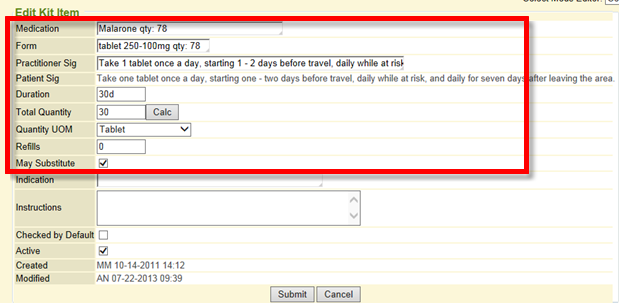 Edit Kit Item
Medication Malarone qty: 78
Form tablet 250-100mg qty: 78
Practitioner Sig Take 1 tablet once a day, starting 1 - 2 days before travel, daily while at risk
Patient Sig Take one tablet once a day, starting one - two days before travel, daily while at risk, and daily for seven days after leaving the area.
Duration 30d
Total Quantity 30 Calc
Quantity UOM Tablet
Refills 0
May Substitute
Indication
Instructions
Checked by Default
Active
Created MM 10-14-2011 14:12
Modified AN 07-22-2013 09:39
Submit Cancel